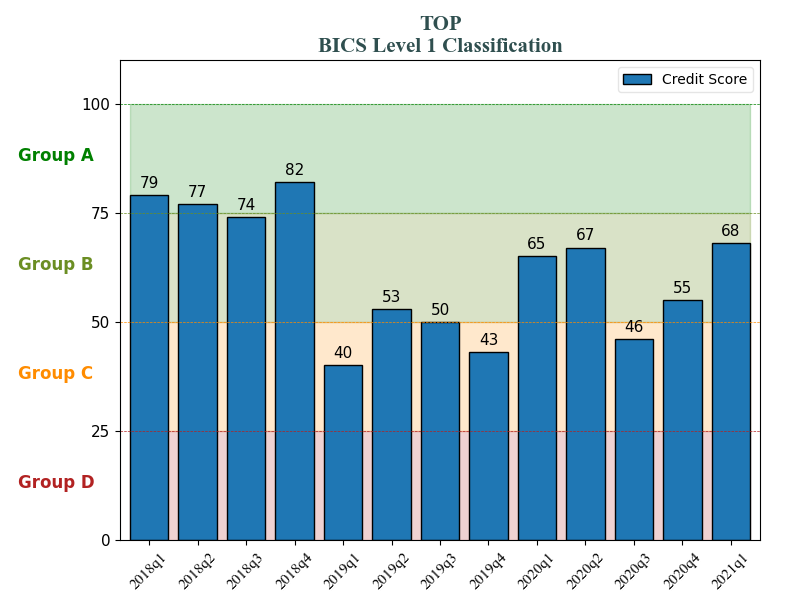 TOP
BICS Level 1 Classification
Credit Score
100
Group A
82
79
77
74
75
68
67
65
Group B
55
53
50
50
46
43
40
Group C
25
Group D
0
2018q1 2018q2 2018q3 2018q4 2019q1 2019q2 2019q3 2019q4 2020q1 2020q2 2020q3 2020q4 2021q1